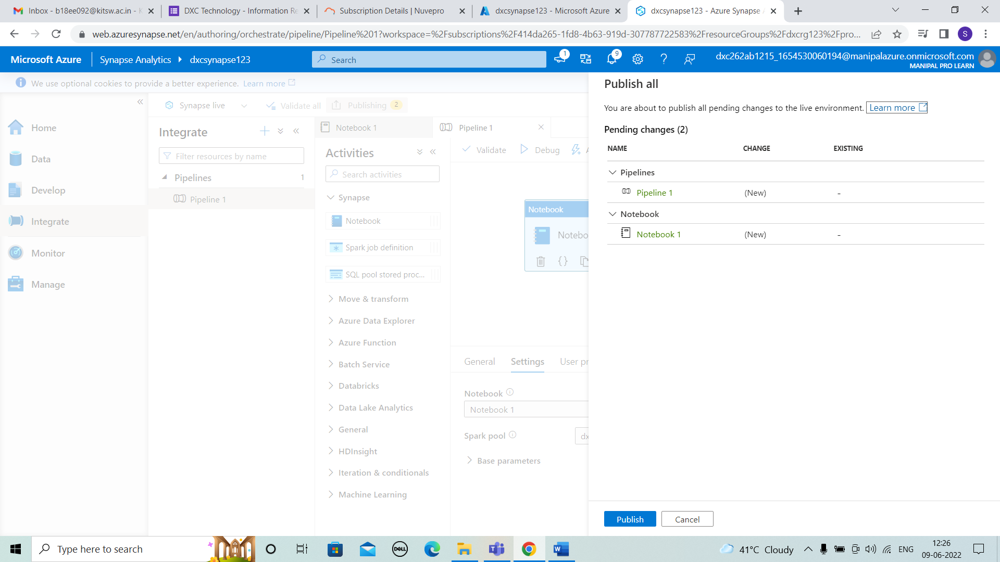 Inbox - b18ee092@kitsw.ac.in - K
DXC Technology - Information Re
Subscription Details | Nuvepro
dxcsynapse123 - Microsoft Azure
dxcsynapse123 - Azure Synapse A
web.azuresynapse.net/en/authoring/orchestrate/pipeline/Pipeline%201?workspace=%2Fsubscriptions%2F414da265-1fd8-4b63-919d-307787722583%2FresourceGroups%2Fdxcrg123%2Fpro...
S
Microsoft Azure
Synapse Analytics
dxcsynapse123
Search
1
9
dxc262ab1215_1654530060194@manipalazure.onmicrosoft.com
MANIPAL PRO LEARN
We use optional cookies to provide a better experience. Learn more
Synapse live
Validate all
Publishing 2
Home
Data
Develop
Integrate
Monitor
Manage
Integrate
Filter resources by name
Pipelines 1
Pipeline 1
Notebook 1
Pipeline 1
Activities
Search activities
Synapse
Notebook
Spark job definition
SQL pool stored proc...
Move & transform
Azure Data Explorer
Azure Function
Batch Service
Databricks
Data Lake Analytics
General
HDInsight
Iteration & conditionals
Machine Learning
Validate
Debug
A
Notebook
Notebo
General
Settings
User pr
Notebook
Notebook 1
Spark pool
dx
Base parameters
Publish all
You are about to publish all pending changes to the live environment. Learn more
Pending changes (2)
NAME CHANGE EXISTING
Pipelines
Pipeline 1 (New) -
Notebook
Notebook 1 (New) -
Publish
Cancel
Type here to search
DELL
41°C Cloudy
ENG
12:26
09-06-2022